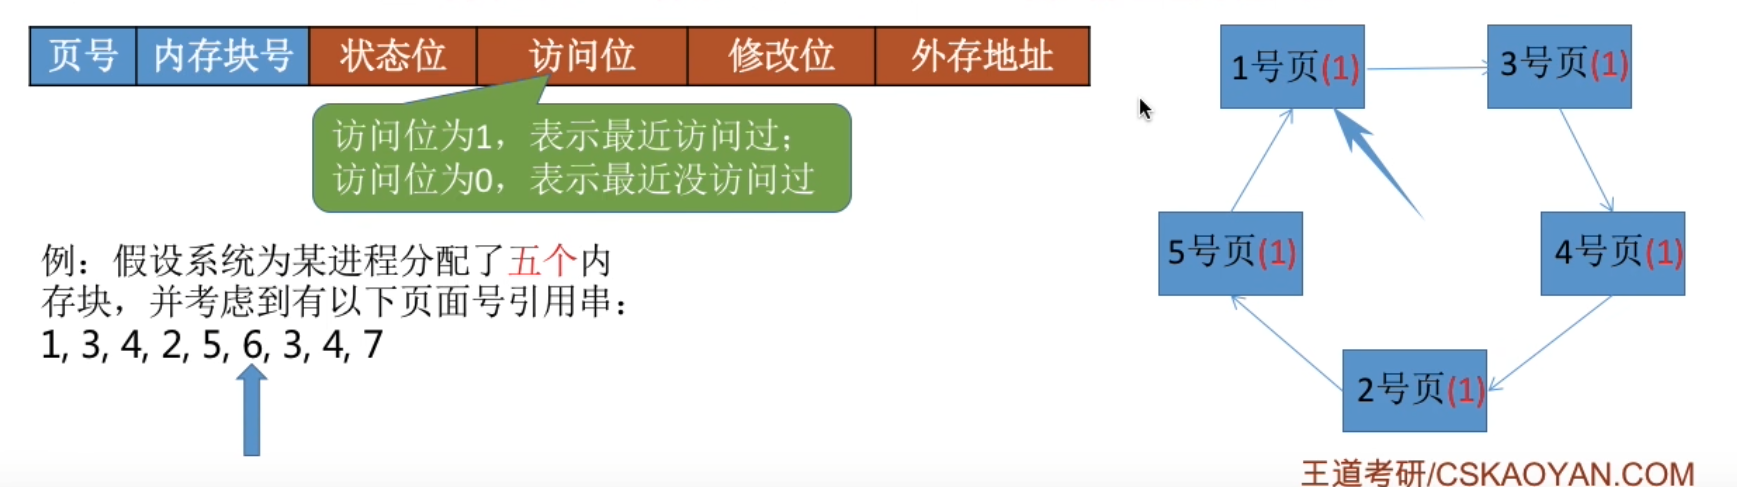 页号 内存块号 状态位 访问位 修改位 外存地址
访问位为1，表示最近访问过；
访问位为0，表示最近没访问过
例：假设系统为某进程分配了五个内
存块，并考虑到有以下页面号引用串：
1, 3, 4, 2, 5, 6, 3, 4, 7
1号页(1)
3号页(1)
5号页(1)
4号页(1)
2号页(1)
王道考研/CSKAOYAN.COM